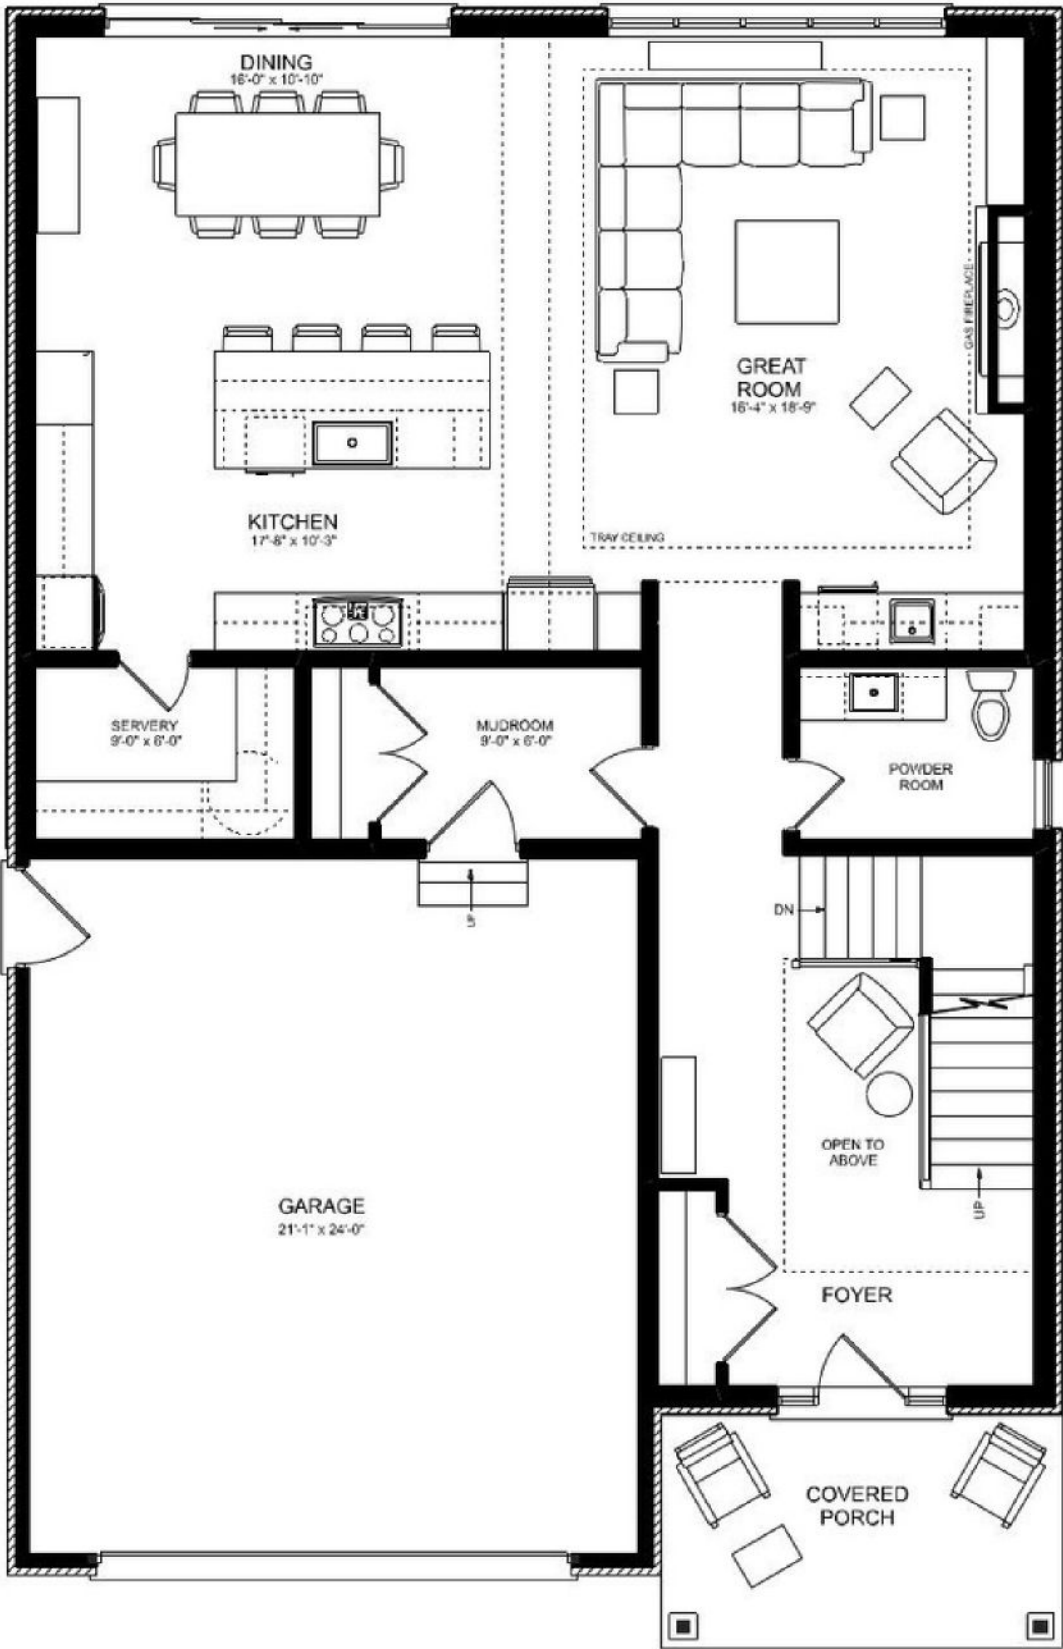 DINING
16'-0" x 10'-10"
GAS FIREPLACE
GREAT
ROOM
16'-4" x 18'-9"
KITCHEN
17'-8" x 10'-3"
TRAY CEILING
SERVERY
9'-0" x 6'-0"
MUDROOM
9'-0" x 6'-0"
POWDER
ROOM
UP
DN
OPEN TO
ABOVE
UP
GARAGE
21'-1" x 24'-0"
FOYER
COVERED
PORCH